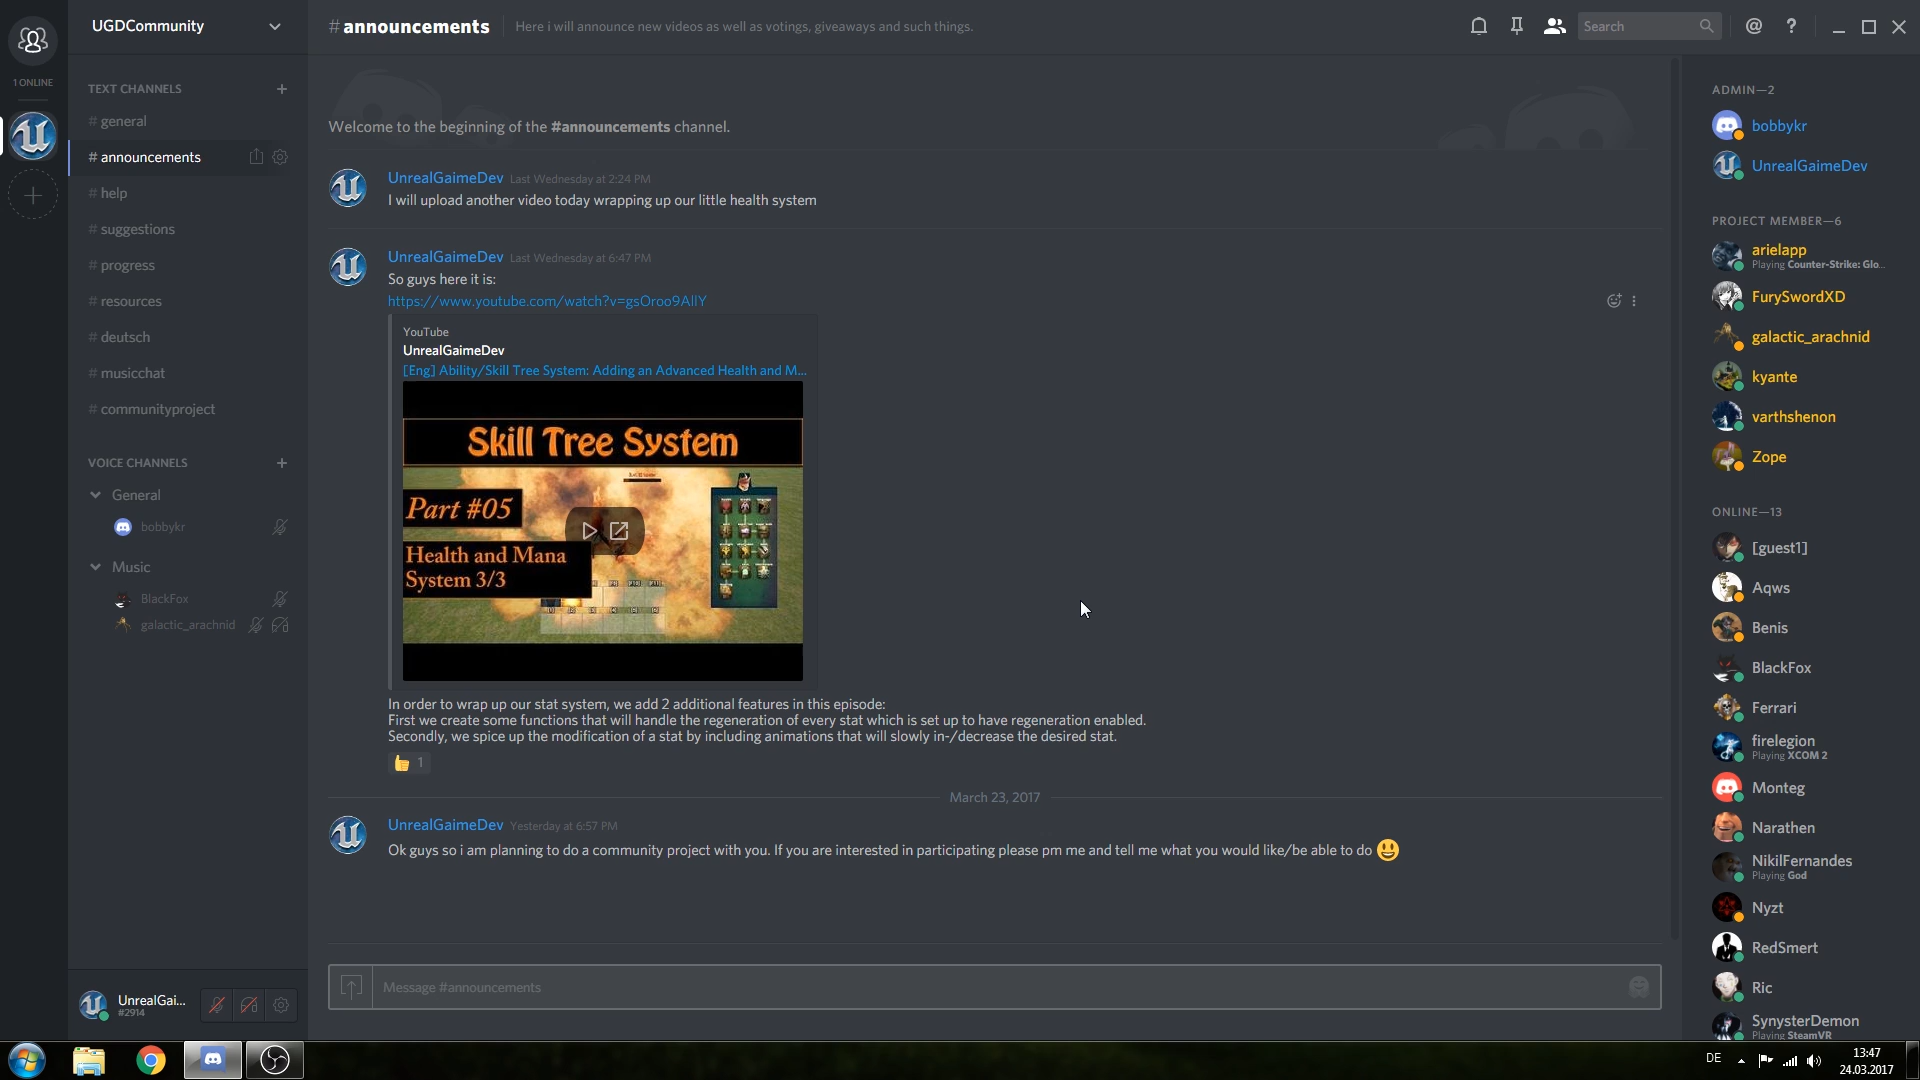 UGDCommunity
1 ONLINE
TEXT CHANNELS
# general
# announcements
# help
# suggestions
# progress
# resources
# deutsch
# musicchat
# communityproject
VOICE CHANNELS
General
bobbykr
Music
BlackFox
galactic_arachnid
UnrealGai...
#2914
#announcements
Here i will announce new videos as well as votings, giveaways and such things.
Search
Welcome to the beginning of the #announcements channel.
UnrealGaimeDev Last Wednesday at 2:24 PM
I will upload another video today wrapping up our little health system
UnrealGaimeDev Last Wednesday at 6:47 PM
So guys here it is:
https://www.youtube.com/watch?v=gsOroo9AllY
YouTube
UnrealGaimeDev
[Eng] Ability/Skill Tree System: Adding an Advanced Health and M...
Skill Tree System
Part #05
Health and Mana
System 3/3
In order to wrap up our stat system, we add 2 additional features in this episode:
First we create some functions that will handle the regeneration of every stat which is set up to have regeneration enabled.
Secondly, we spice up the modification of a stat by including animations that will slowly in-/decrease the desired stat.
1
March 23, 2017
UnrealGaimeDev Yesterday at 6:57 PM
Ok guys so i am planning to do a community project with you. If you are interested in participating please pm me and tell me what you would like/be able to do
Message #announcements
ADMIN—2
bobbykr
UnrealGaimeDev
PROJECT MEMBER—6
arielapp
Playing Counter-Strike: Glo...
FurySwordXD
galactic_arachnid
kyante
varthshenon
Zope
ONLINE—13
[guest1]
Aqws
Benis
BlackFox
Ferrari
firelegion
Playing XCOM 2
Monteg
Narathen
NikilFernandes
Playing God
Nyzt
RedSmert
Ric
SynysterDemon
Playing SteamVR
DE
13:47
24.03.2017